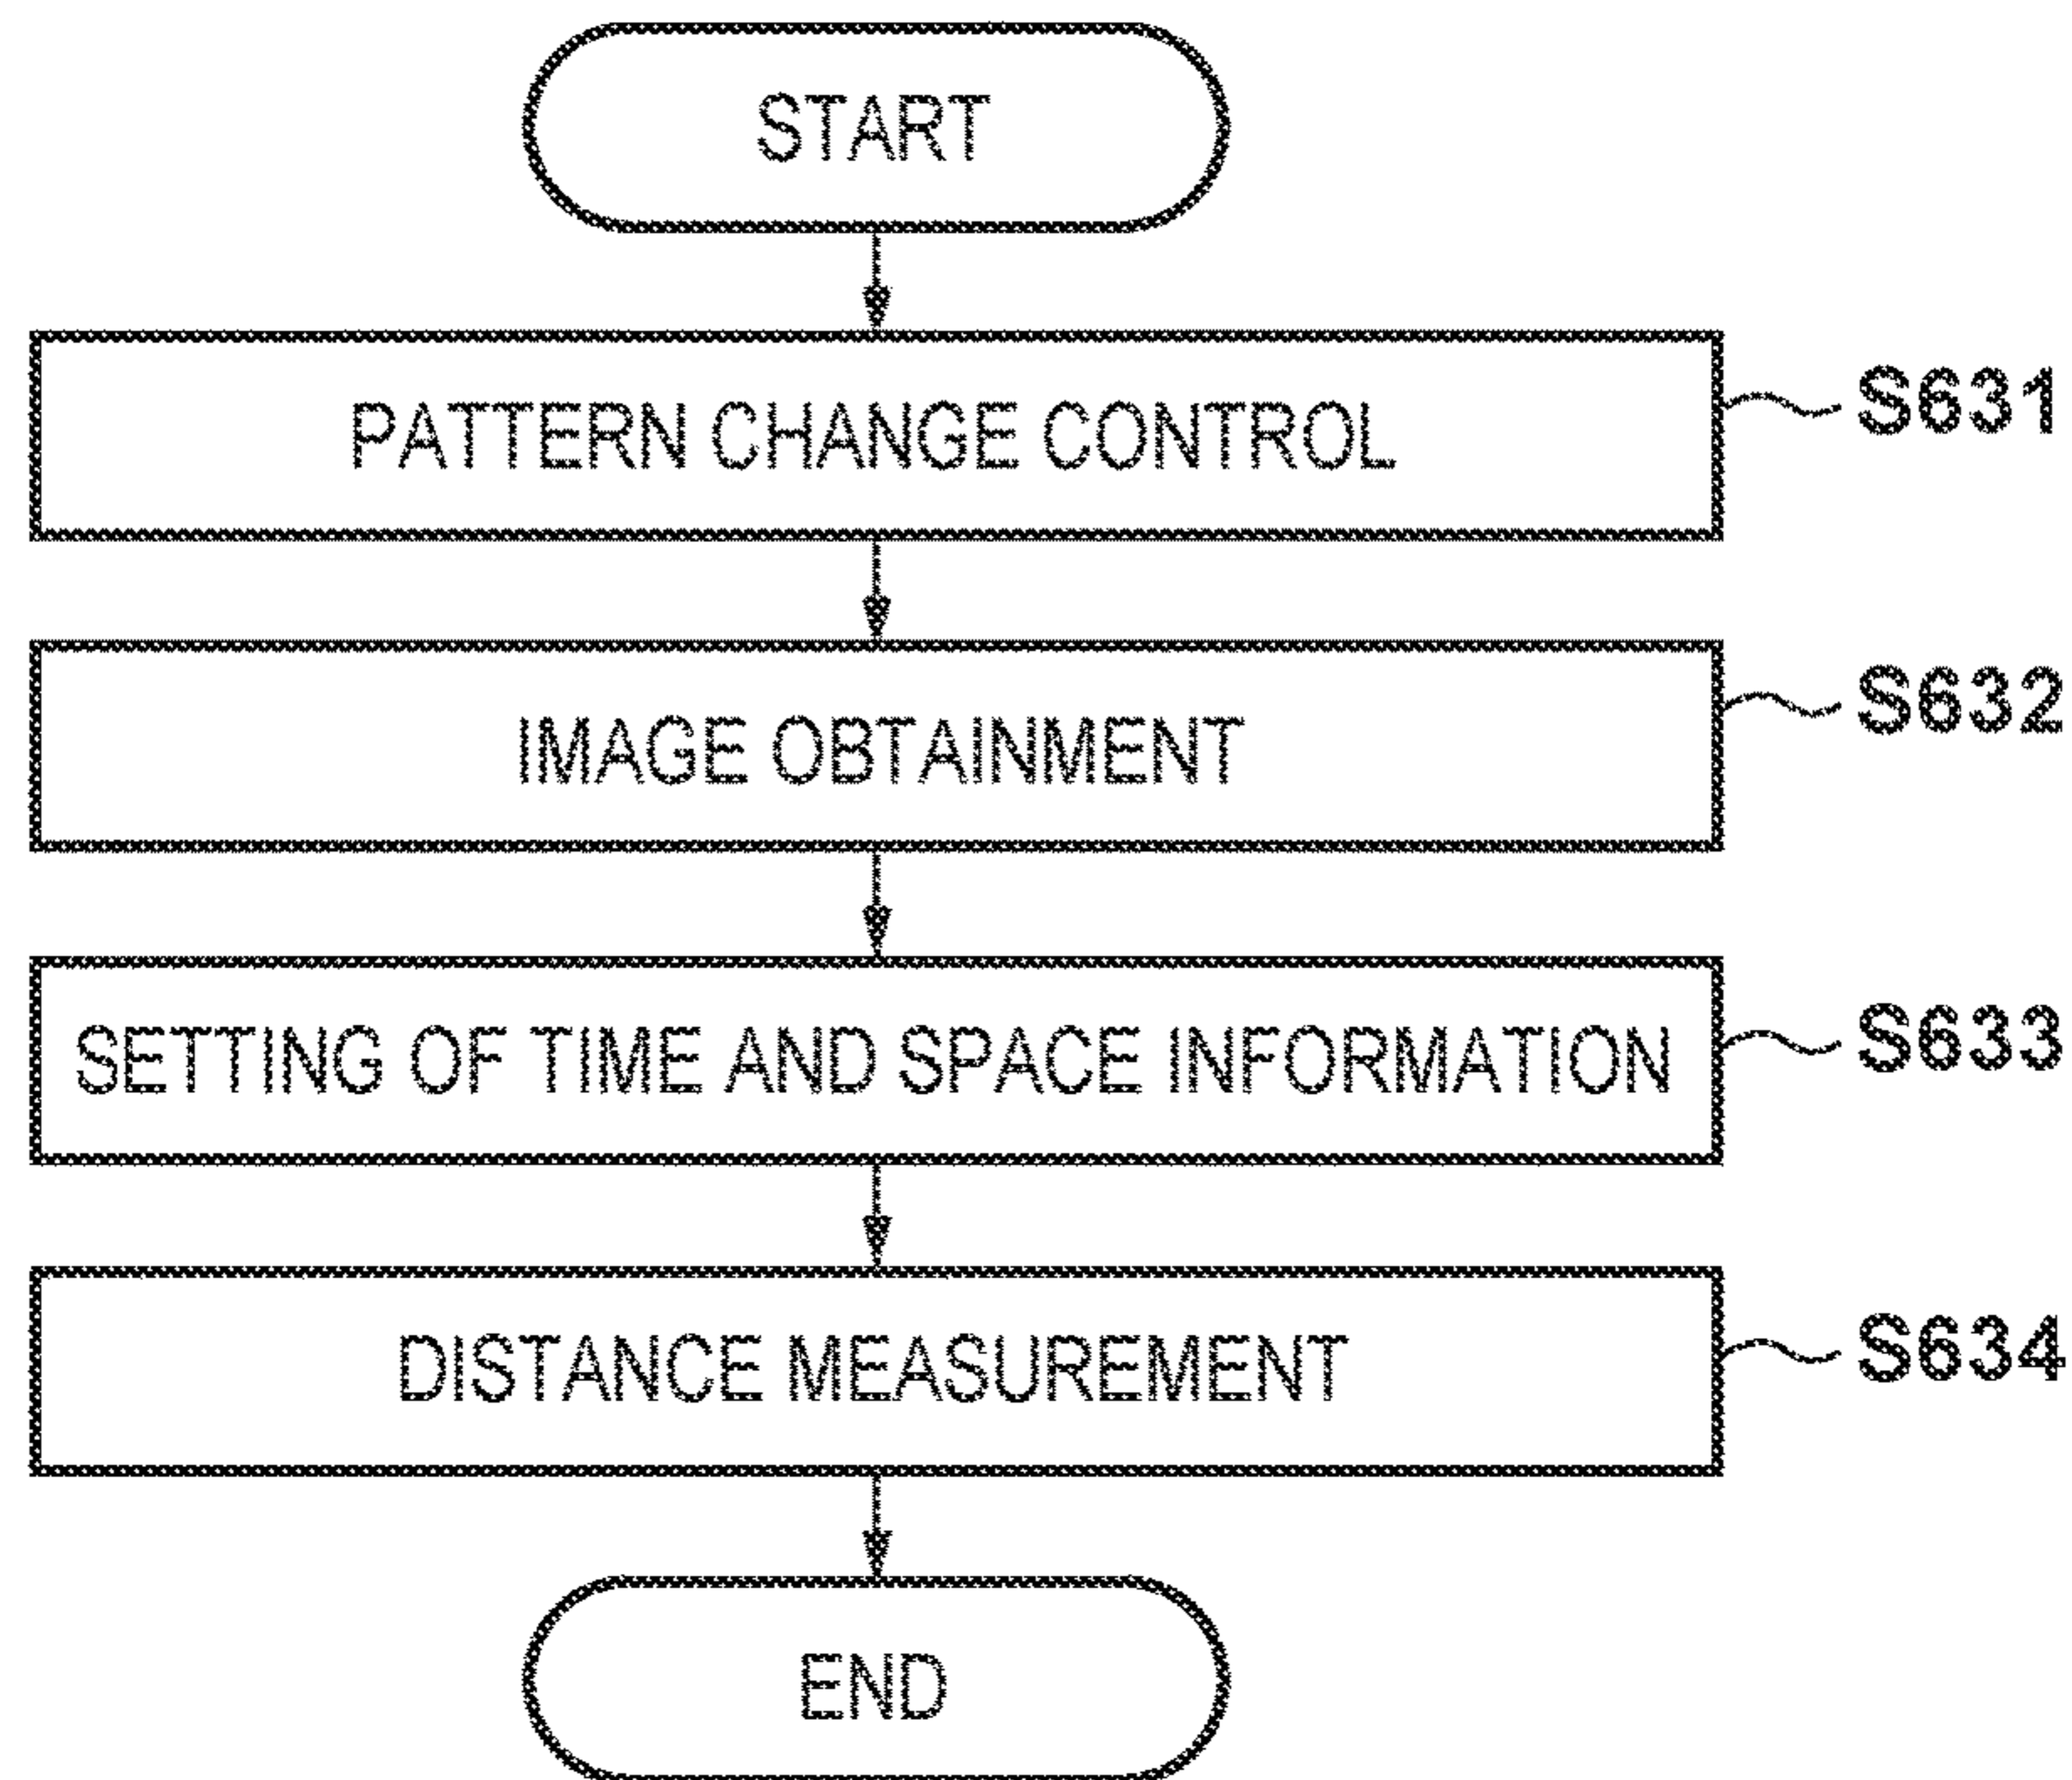 START
PATTERN CHANGE CONTROL
S631
IMAGE OBTAINMENT
S632
SETTING OF TIME AND SPACE INFORMATION
S633
DISTANCE MEASUREMENT
S634
END